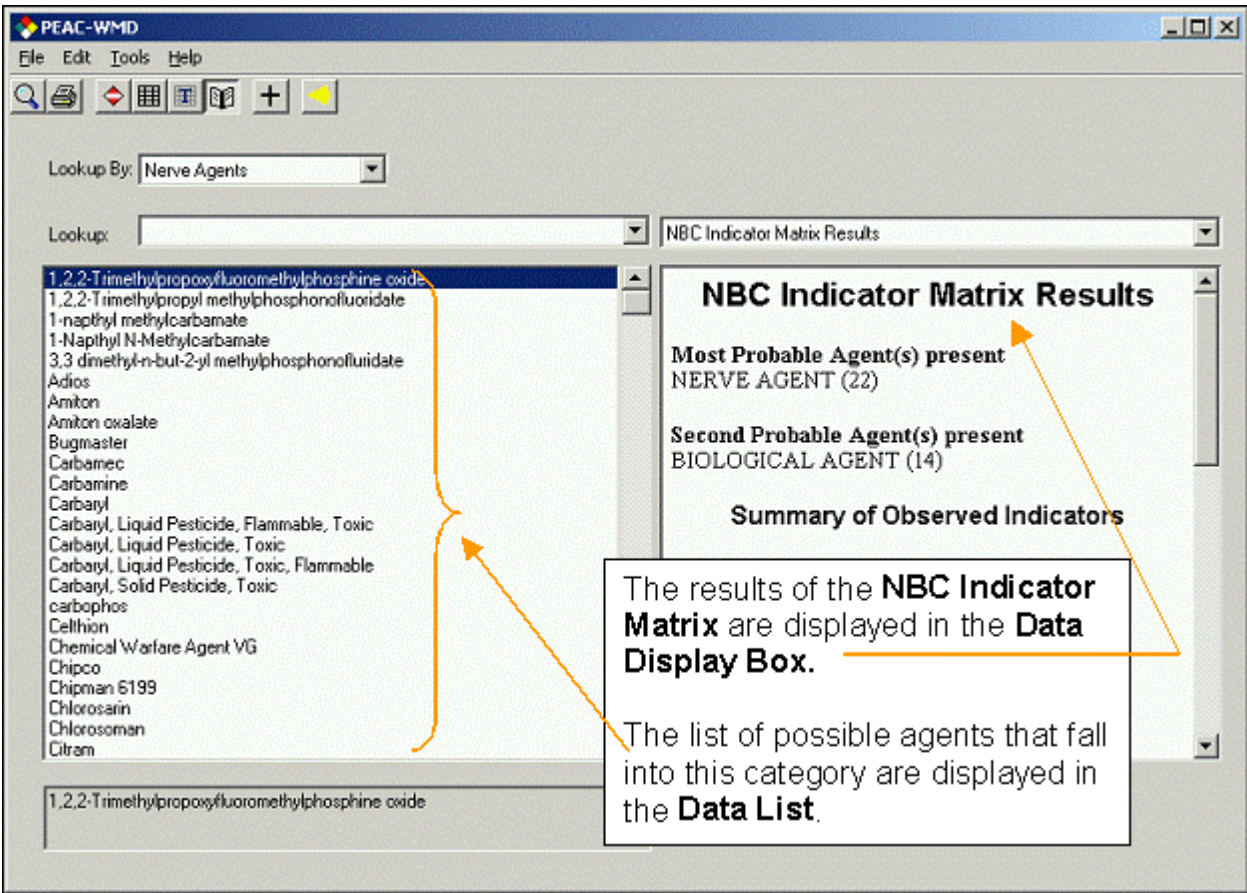 PEAC-WMD
File Edit Tools Help
Lookup By: Nerve Agents
Lookup:
NBC Indicator Matrix Results
1,2,2-Trimethylpropoxyfluoromethylphosphine oxide
1,2,2-Trimethylpropyl methylphosphonofluoridate
1-napthyl methylcarbamate
1-Napthyl N-Methylcarbamate
3,3 dimethyl-n-but-2-yl methylphosphonofluridate
Adios
Amiton
Amiton oxalate
Bugmaster
Carbamec
Carbamine
Carbaryl
Carbaryl, Liquid Pesticide, Flammable, Toxic
Carbaryl, Liquid Pesticide, Toxic
Carbaryl, Liquid Pesticide, Toxic, Flammable
Carbaryl, Solid Pesticide, Toxic
carbophos
Celthion
Chemical Warfare Agent VG
Chipco
Chipman 6199
Chlorosarin
Chlorosoman
Citram
1,2,2-Trimethylpropoxyfluoromethylphosphine oxide
NBC Indicator Matrix Results
Most Probable Agent(s) present
NERVE AGENT (22)
Second Probable Agent(s) present
BIOLOGICAL AGENT (14)
Summary of Observed Indicators
The results of the NBC Indicator
Matrix are displayed in the Data
Display Box.
The list of possible agents that fall
into this category are displayed in
the Data List.